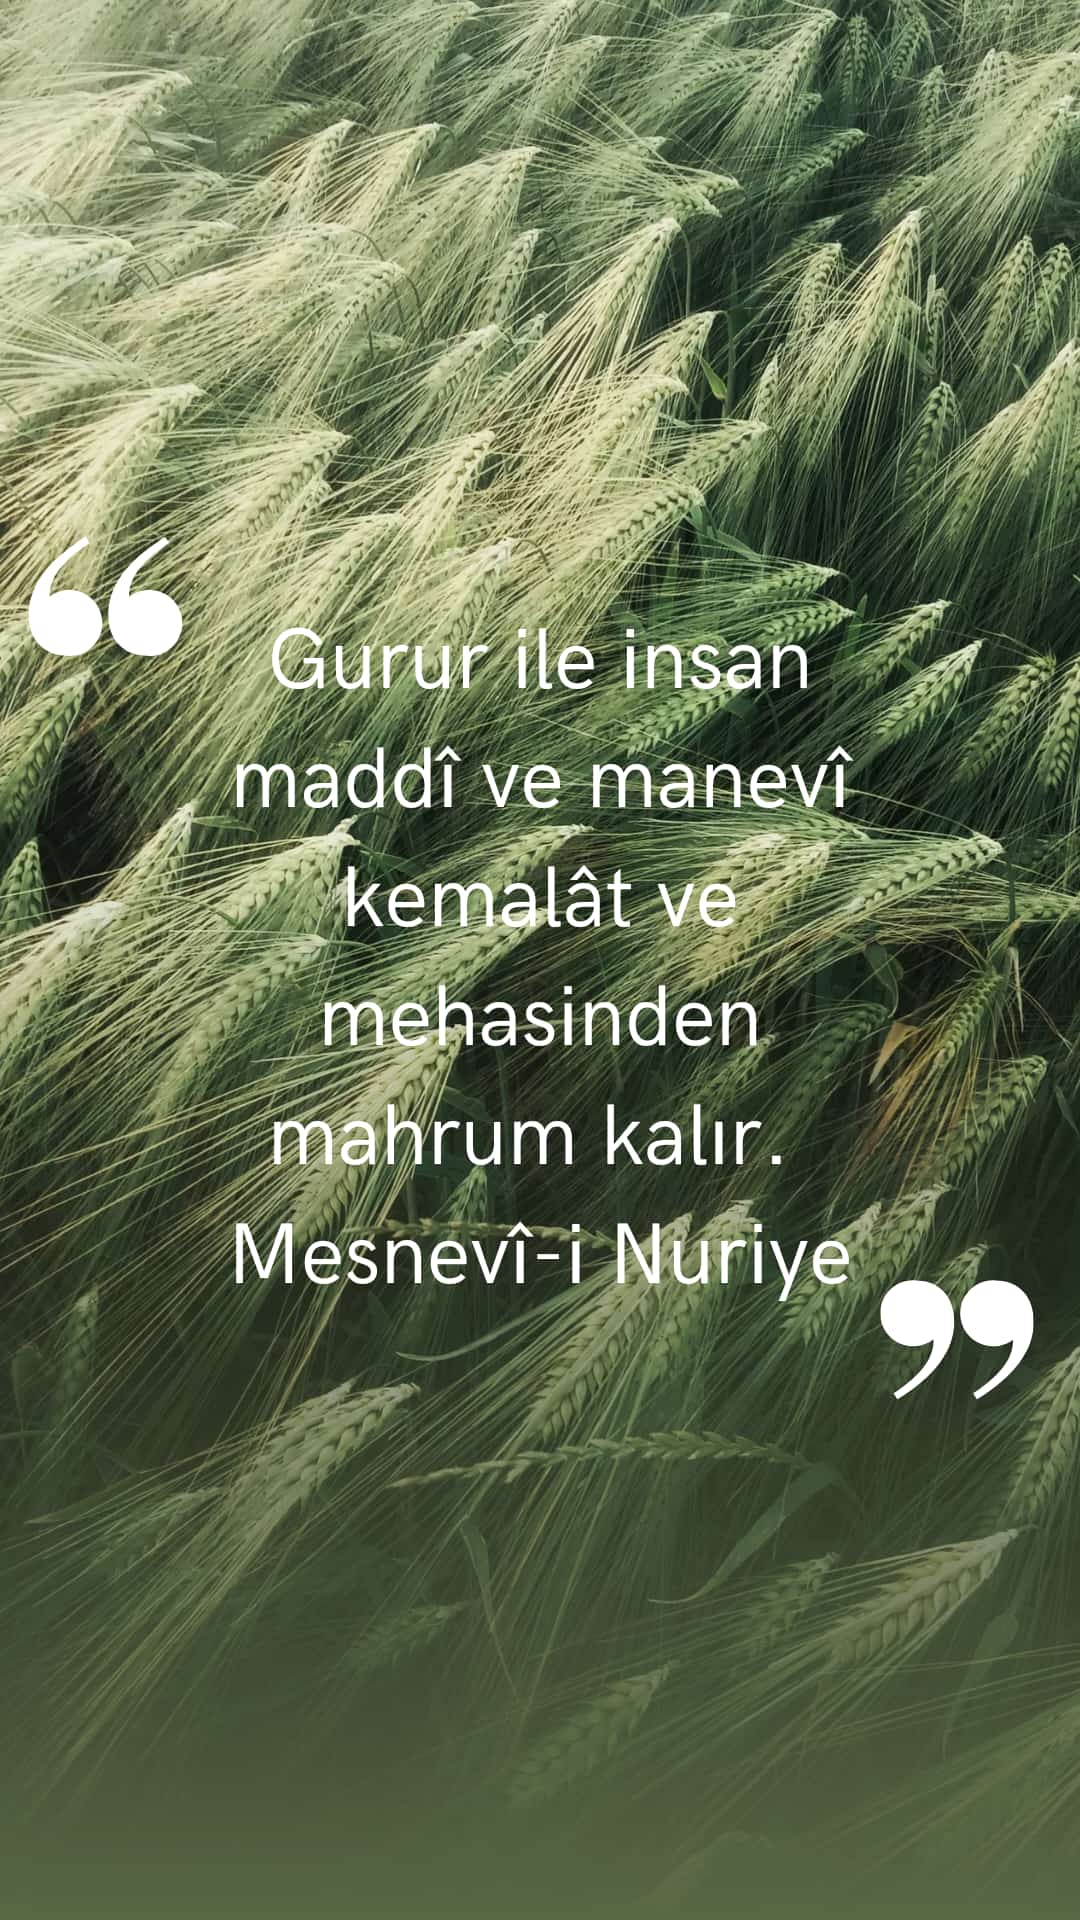 “
Gurur ile insan
maddî ve manevî
kemalât ve
mehasinden
mahrum kalır.
Mesnevî-i Nuriye
”